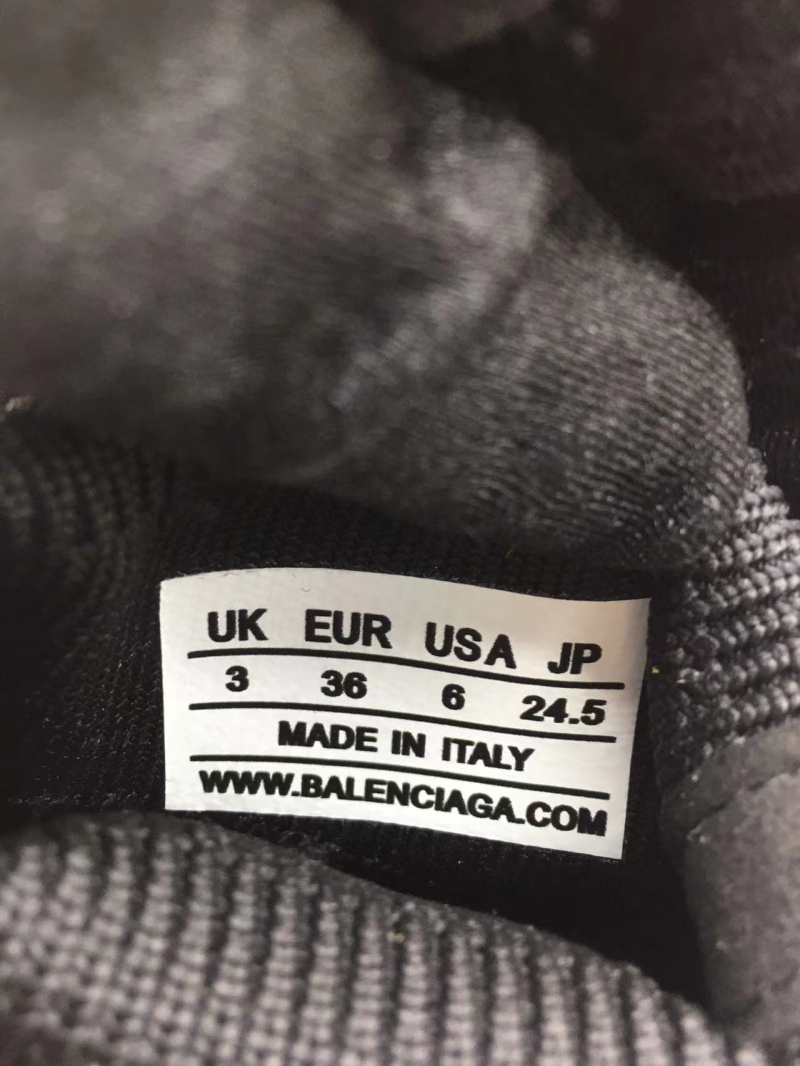 UK EUR USA JP
3 36 6 24.5
MADE IN ITALY
WWW.BALENCIAGA.COM